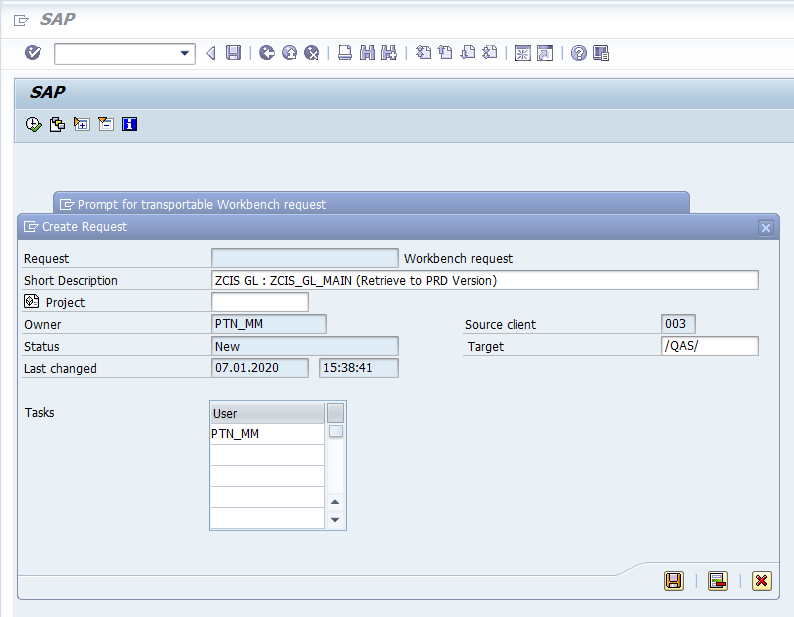 SAP
SAP
Prompt for transportable Workbench request
Create Request
Request Workbench request
Short Description ZCIS GL : ZCIS_GL_MAIN (Retrieve to PRD Version)
Project
Owner PTN_MM Source client 003
Status New Target /QAS/
Last changed 07.01.2020 15:38:41
Tasks User
PTN_MM